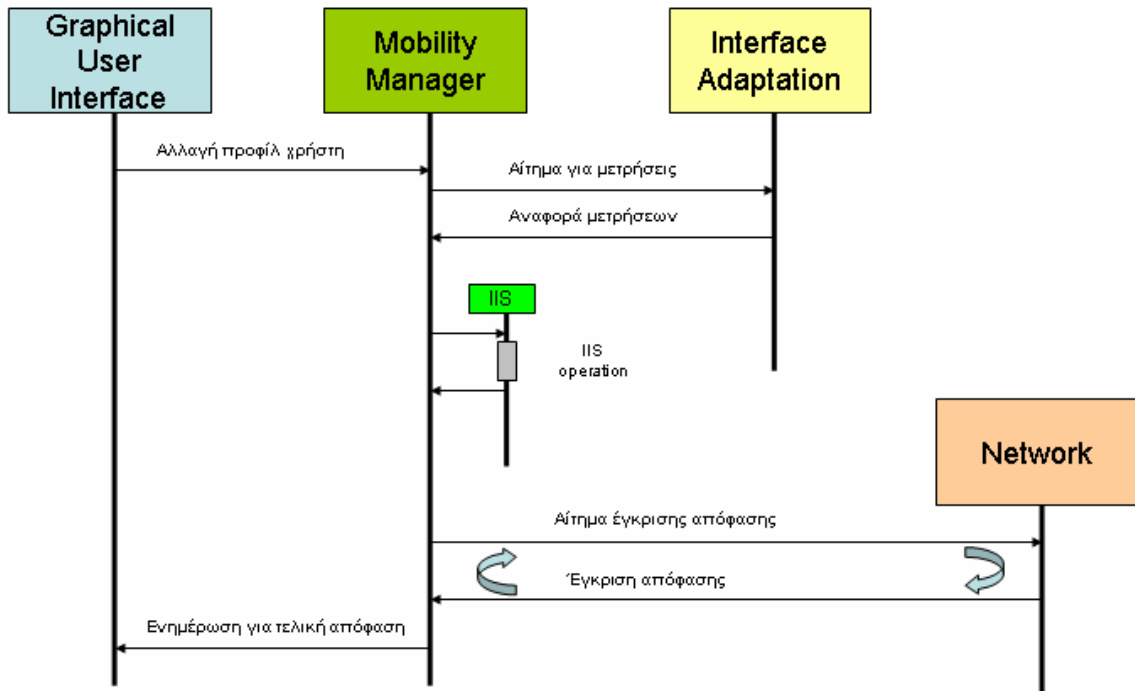 Graphical
User
Interface
Mobility
Manager
Interface
Adaptation
Αλλαγή προφίλ χρήστη
Αίτημα για μετρήσεις
Αναφορά μετρήσεων
IIS
IIS
operation
Network
Αίτημα έγκρισης απόφασης
Έγκριση απόφασης
Ενημέρωση για τελική απόφαση